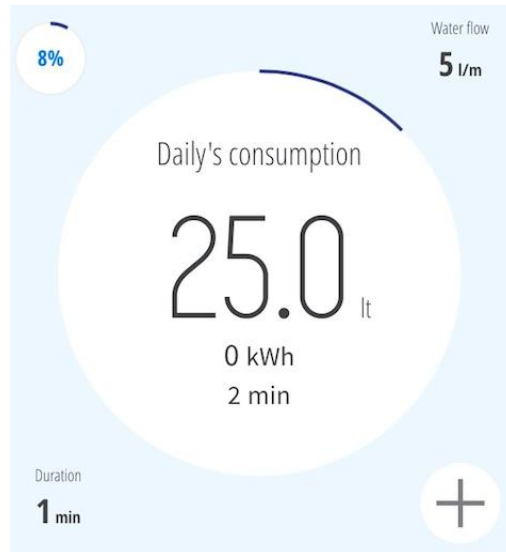 8%
Water flow
5 l/m
Daily's consumption
25.0 lt
0 kWh
2 min
Duration
1 min